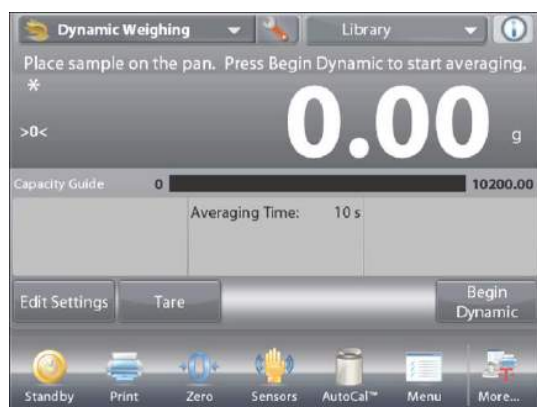 Dynamic Weighing Library
Place sample on the pan. Press Begin Dynamic to start averaging.
*
>0<
0.00 g
Capacity Guide 0 10200.00
Averaging Time: 10 s
Edit Settings Tare Begin Dynamic
Standby Print Zero Sensors AutoCal™ Menu More...